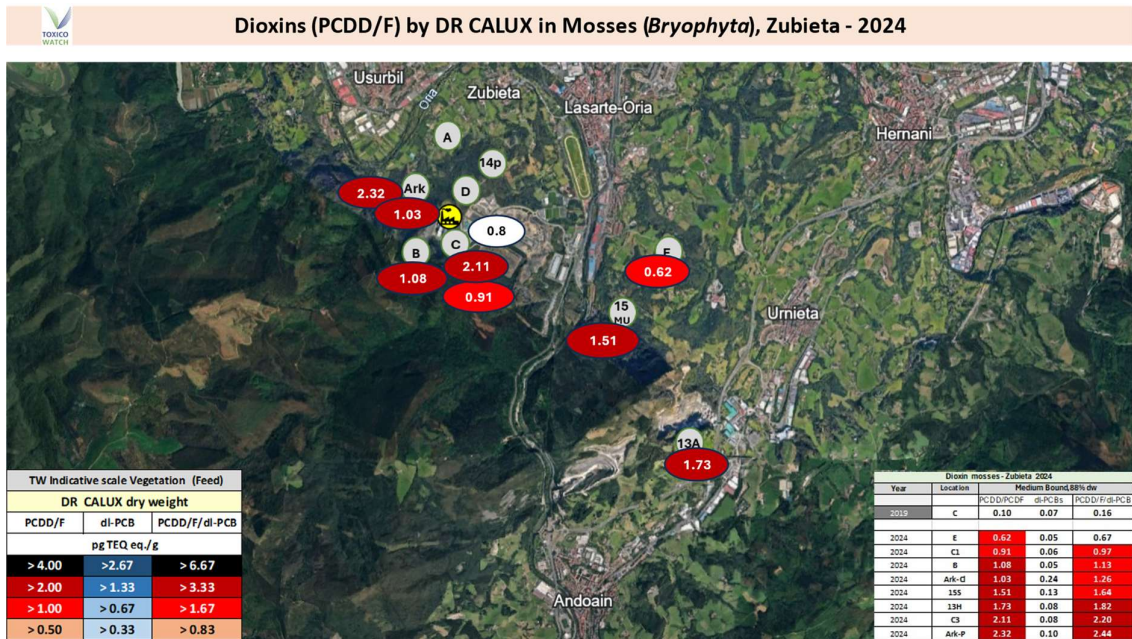 TOXICO
WATCH
Dioxins (PCDD/F) by DR CALUX in Mosses (Bryophyta), Zubieta - 2024
Usurbil
Oria
Zubieta
Lasarte-Oria
Hernani
A
14p
Ark
D
2.32
1.03
0.8
B
C
E
1.08
2.11
0.62
0.91
15
MU
Urnieta
1.51
13A
1.73
Andoain
TW Indicative scale Vegetation (Feed)
DR CALUX dry weight
PCDD/F dl-PCB PCDD/F/dl-PCB
pg TEQ eq./g
> 4.00 >2.67 > 6.67
> 2.00 > 1.33 > 3.33
> 1.00 > 0.67 > 1.67
> 0.50 > 0.33 > 0.83
Dioxin mosses - Zubieta 2024
Year Location Medium Bound,88% dw
PCDD/PCDF dl-PCBs PCDD/F/dl-PCB
2019 C 0.10 0.07 0.16
2024 E 0.62 0.05 0.67
2024 C1 0.91 0.06 0.97
2024 B 1.08 0.05 1.13
2024 Ark-Cl 1.03 0.24 1.26
2024 15S 1.51 0.13 1.64
2024 13H 1.73 0.08 1.82
2024 C3 2.11 0.08 2.20
2024 Ark-P 2.32 0.10 2.44